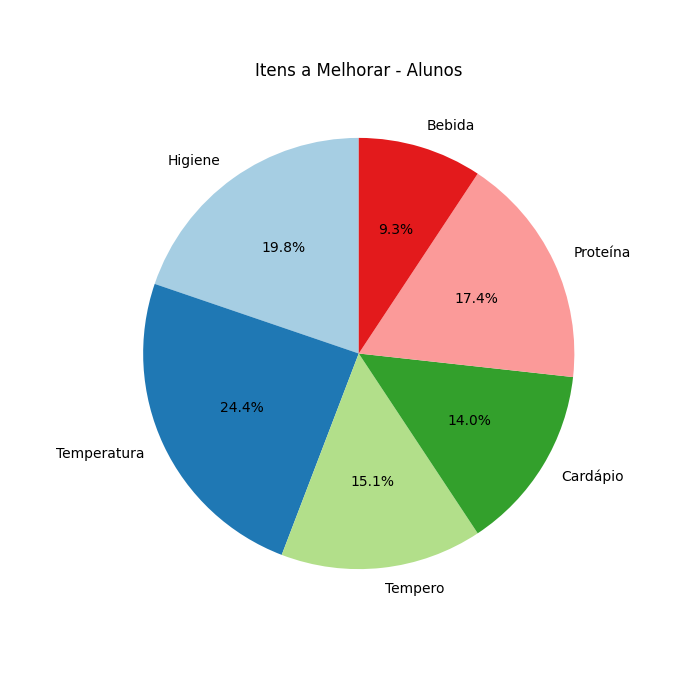 Itens a Melhorar - Alunos
Bebida
Higiene
9.3%
19.8%
Proteína
17.4%
24.4%
14.0%
Temperatura
Cardápio
15.1%
Tempero